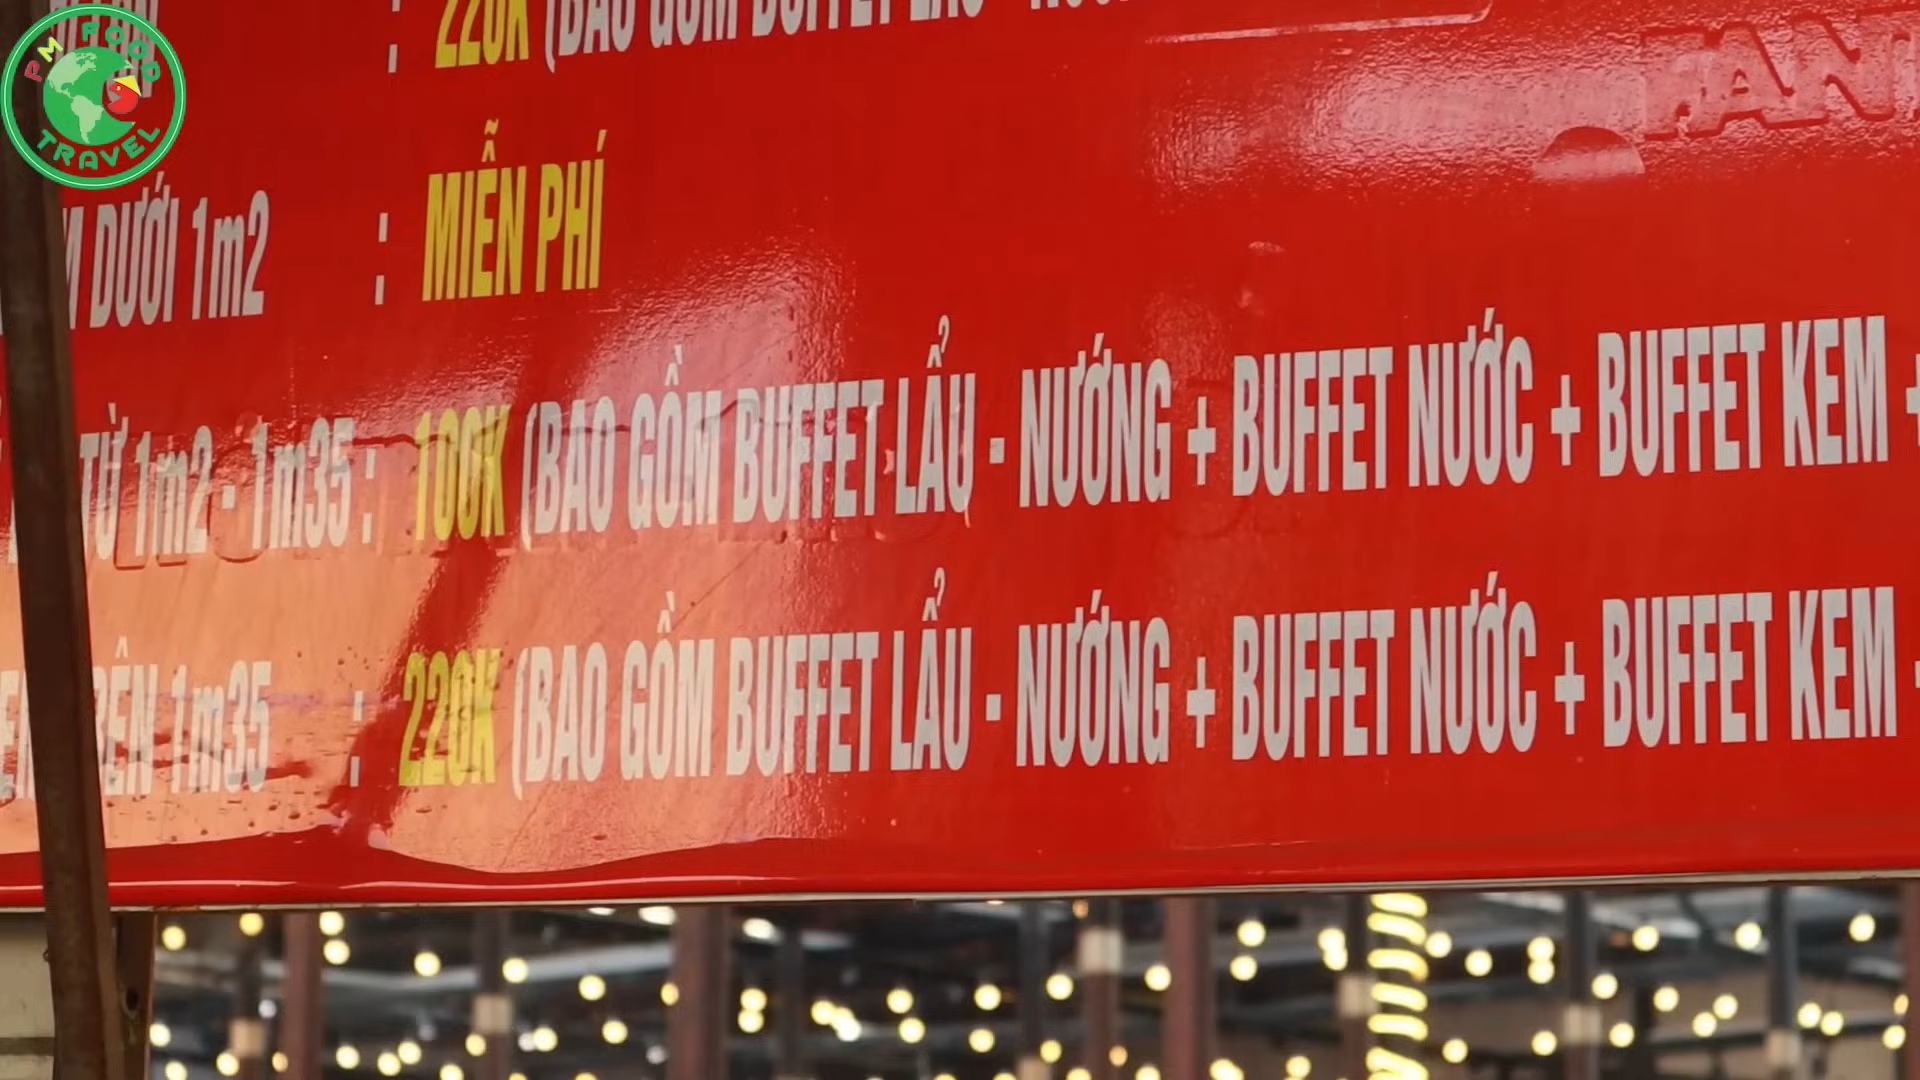 PM FOOD
TRAVEL
: 220K (BAO GỒM BUFFET LẨU -
DƯỚI 1m2 : MIỄN PHÍ
TỪ 1m2 - 1m35 : 100K (BAO GỒM BUFFET LẨU - NƯỚNG + BUFFET NƯỚC + BUFFET KEM +
1m35 : 220K (BAO GỒM BUFFET LẨU - NƯỚNG + BUFFET NƯỚC + BUFFET KEM